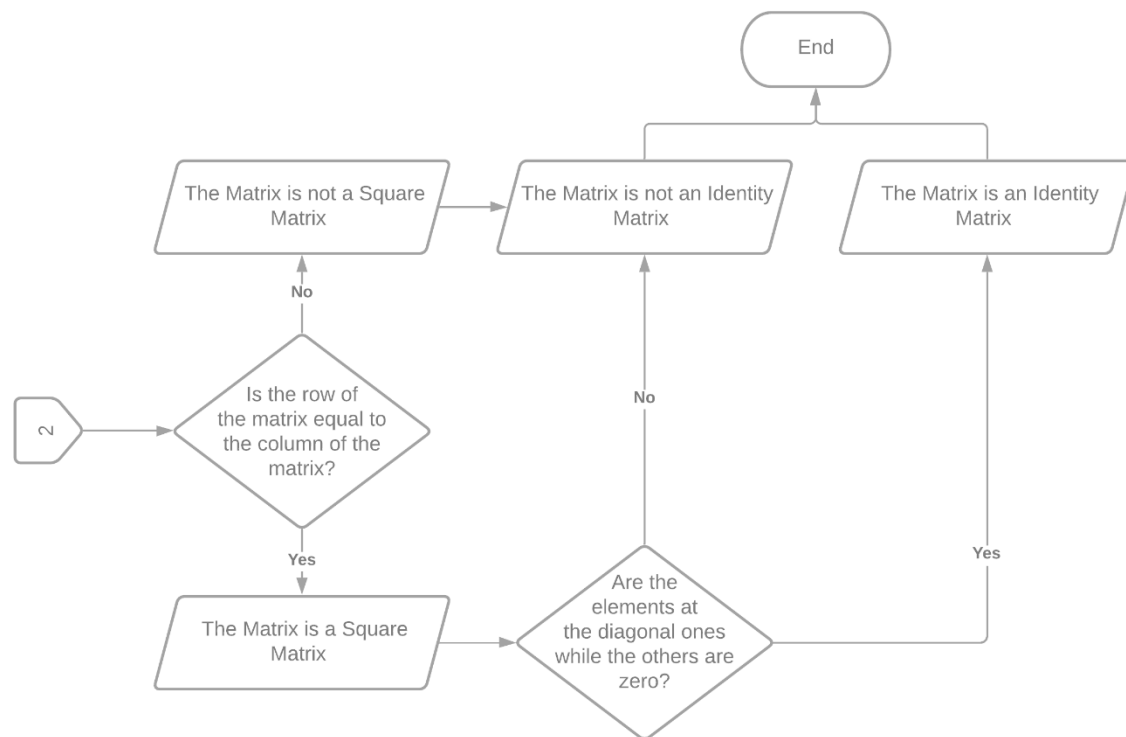 End
The Matrix is not a Square
Matrix
The Matrix is not an Identity
Matrix
The Matrix is an Identity
Matrix
No
Is the row of
the matrix equal to
the column of the
matrix?
2
No
Yes
Yes
Are the
elements at
the diagonal ones
while the others are
zero?
The Matrix is a Square
Matrix